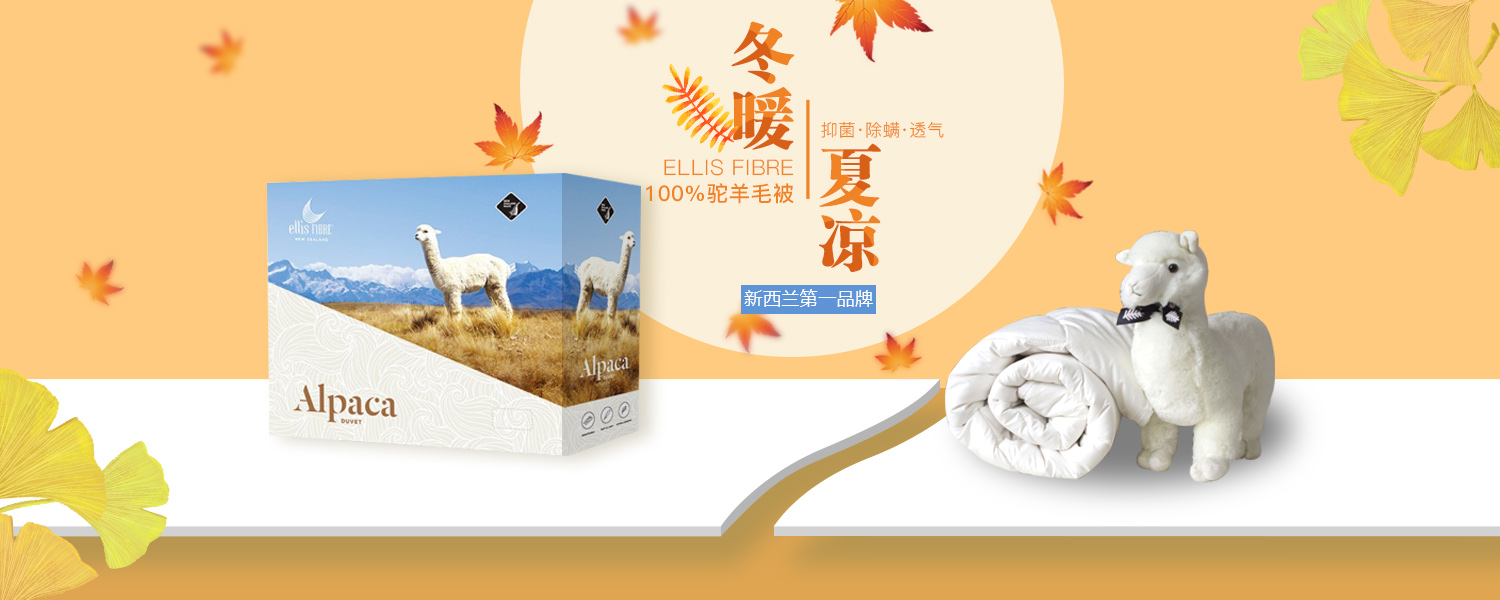 冬暖
ELLIS FIBRE
100%驼羊毛被
抑菌·除螨·透气
夏凉
新西兰第一品牌
ellis FIBRE
NEW ZEALAND
Alpaca
DUVET
Alpaca